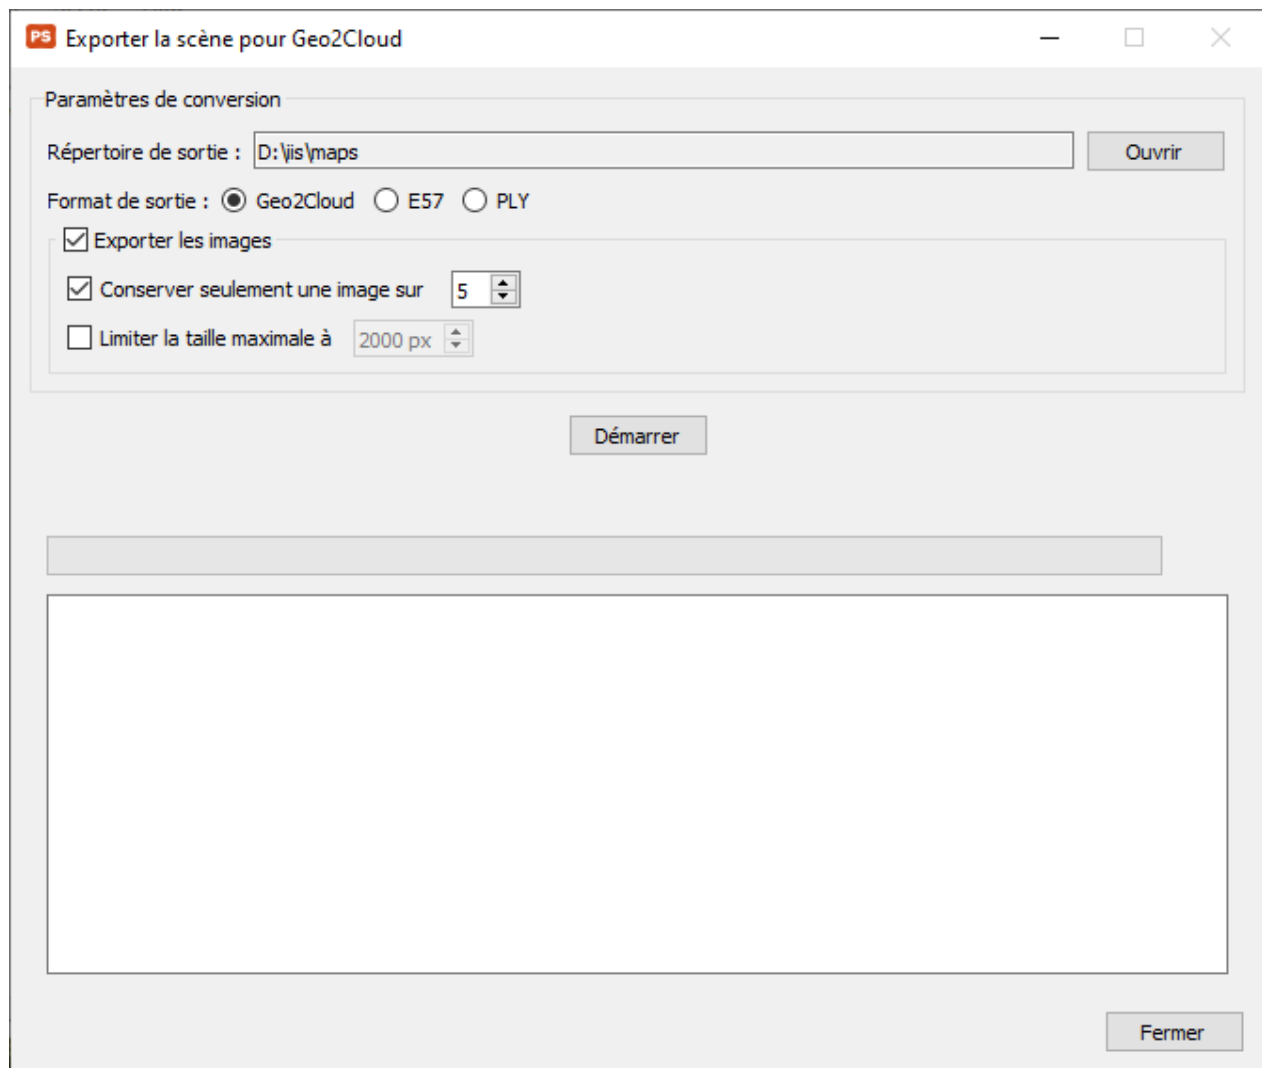 PS Exporter la scène pour Geo2Cloud
Paramètres de conversion
Répertoire de sortie : D:\iis\maps Ouvrir
Format de sortie : Geo2Cloud E57 PLY
Exporter les images
Conserver seulement une image sur 5
Limiter la taille maximale à 2000 px
Démarrer
Fermer